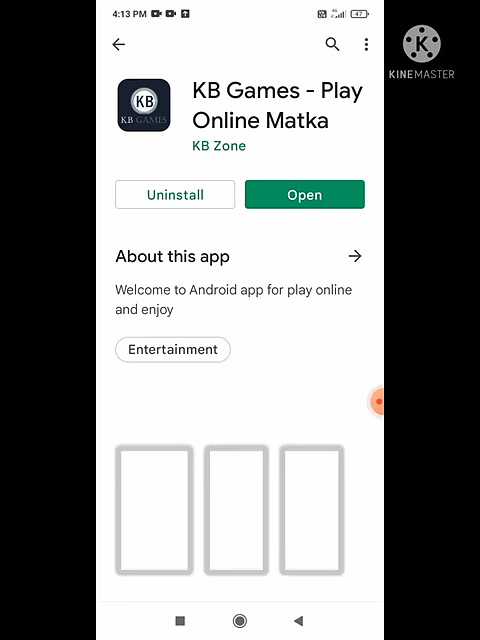 4:13 PM
47
KINEMASTER
KB
KB GAMES
KB Games - Play
Online Matka
KB Zone
Uninstall
Open
About this app
Welcome to Android app for play online
and enjoy
Entertainment